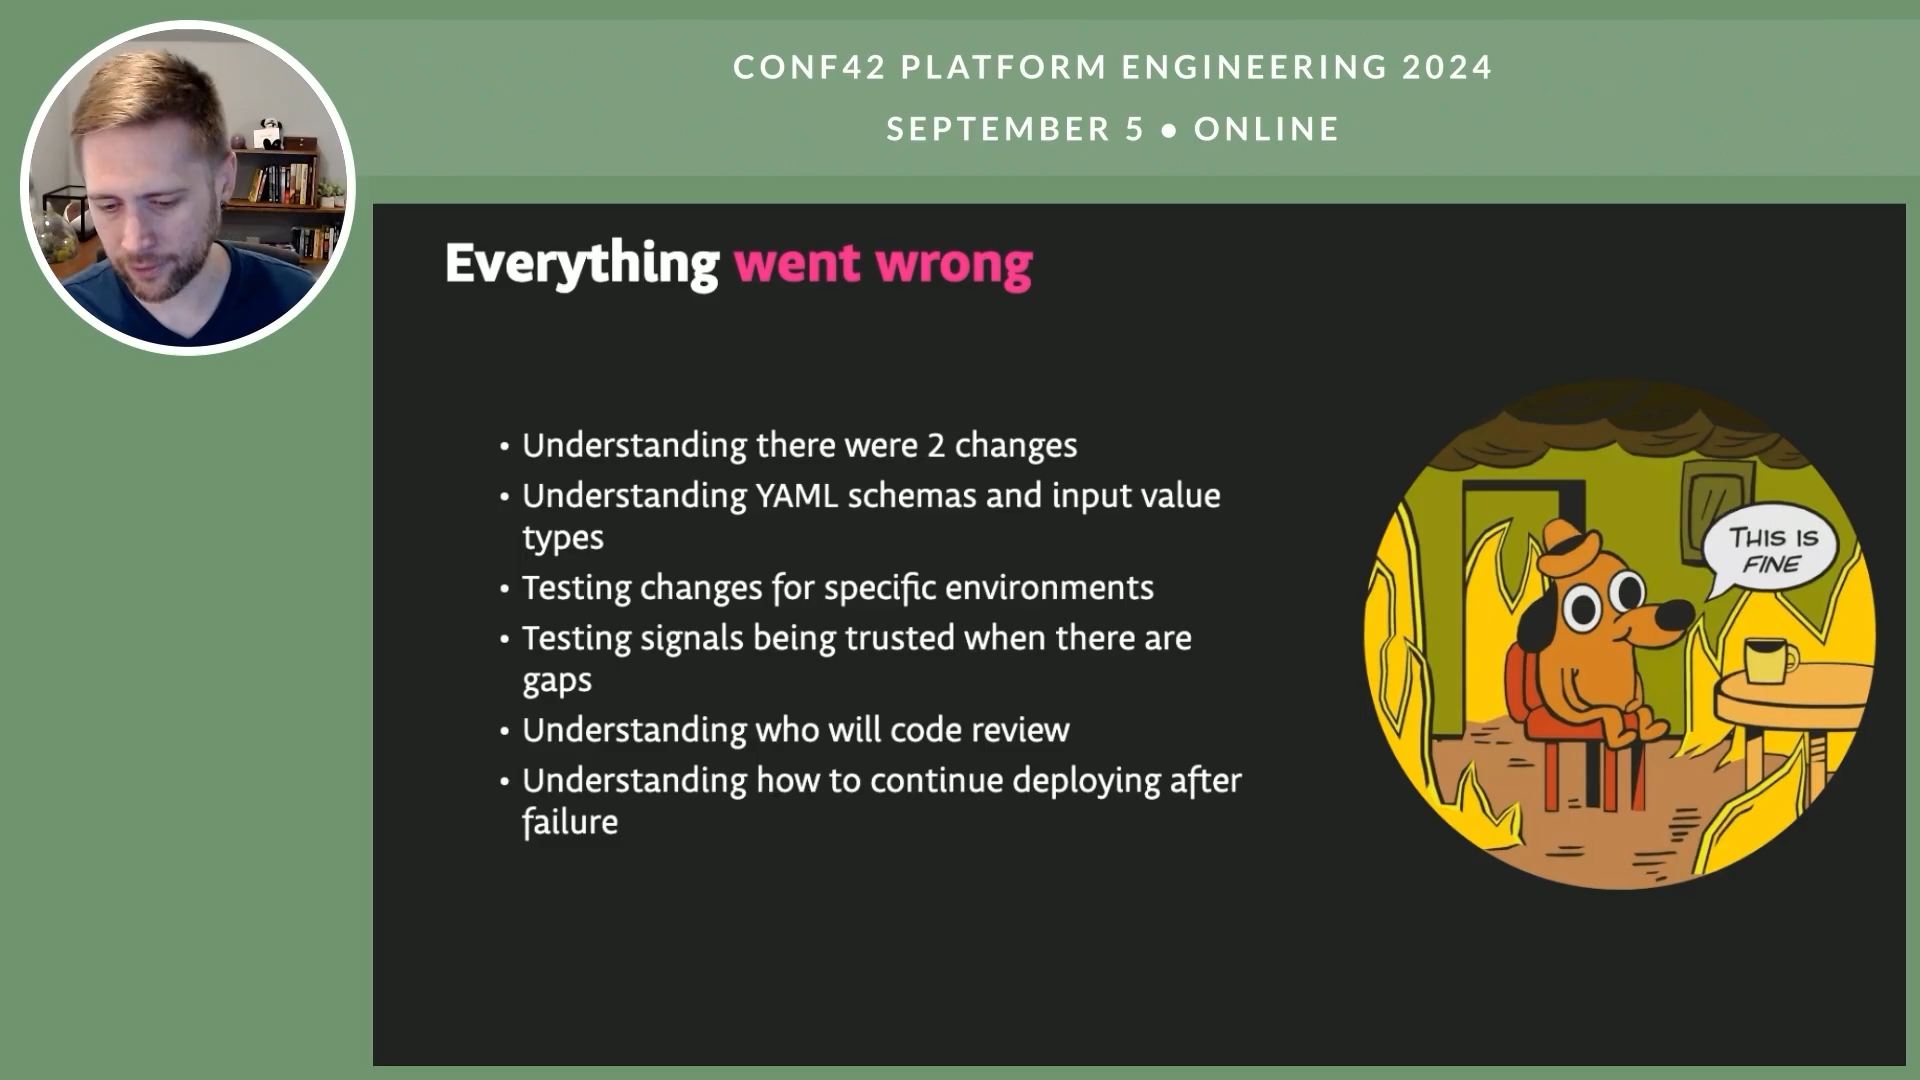 CONF42 PLATFORM ENGINEERING 2024
SEPTEMBER 5 ● ONLINE
Everything went wrong
• Understanding there were 2 changes
• Understanding YAML schemas and input value
types
• Testing changes for specific environments
• Testing signals being trusted when there are
gaps
• Understanding who will code review
• Understanding how to continue deploying after
failure
THIS IS
FINE